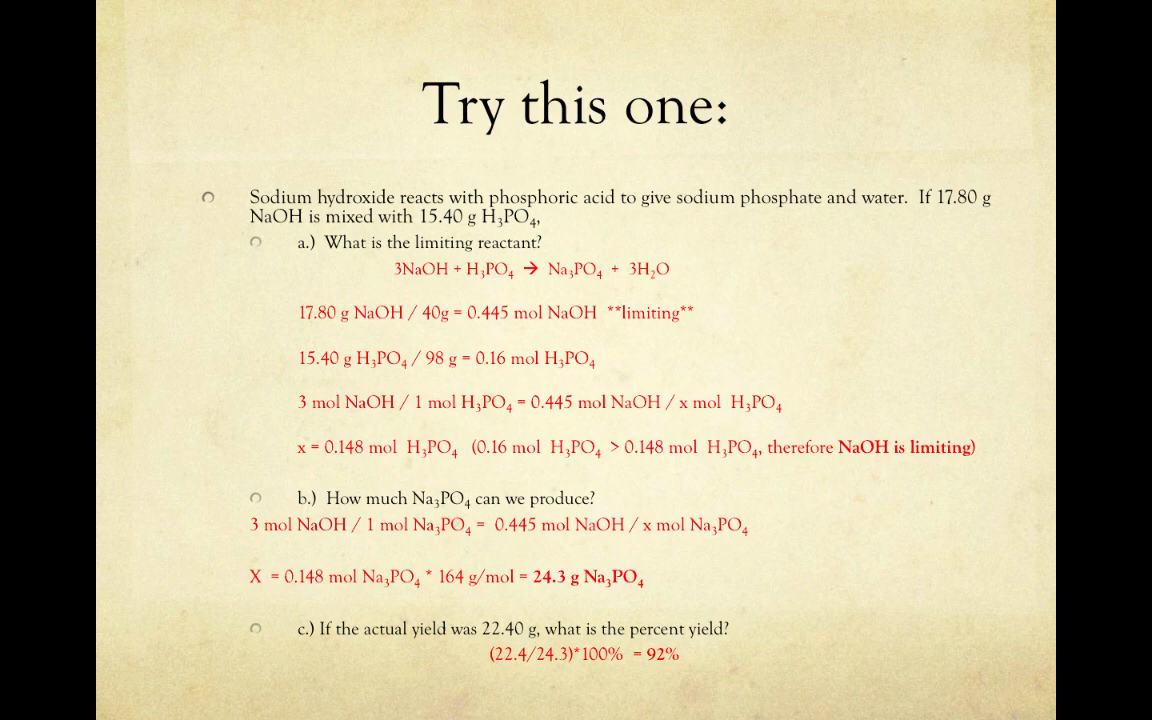 Try this one:
Sodium hydroxide reacts with phosphoric acid to give sodium phosphate and water. If 17.80 g
NaOH is mixed with 15.40 g H₃PO₄,
a.) What is the limiting reactant?
3NaOH + H₃PO₄ → Na₃PO₄ + 3H₂O
17.80 g NaOH / 40g = 0.445 mol NaOH **limiting**
15.40 g H₃PO₄ / 98 g = 0.16 mol H₃PO₄
3 mol NaOH / 1 mol H₃PO₄ = 0.445 mol NaOH / x mol H₃PO₄
x = 0.148 mol H₃PO₄ (0.16 mol H₃PO₄ > 0.148 mol H₃PO₄, therefore NaOH is limiting)
b.) How much Na₃PO₄ can we produce?
3 mol NaOH / 1 mol Na₃PO₄ = 0.445 mol NaOH / x mol Na₃PO₄
X = 0.148 mol Na₃PO₄ * 164 g/mol = 24.3 g Na₃PO₄
c.) If the actual yield was 22.40 g, what is the percent yield?
(22.4/24.3)*100% = 92%